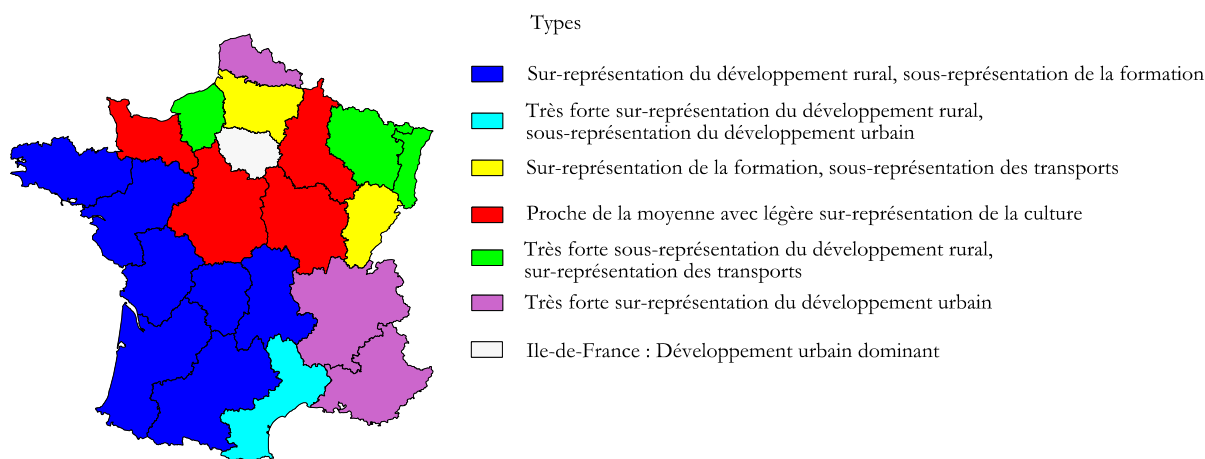 Types
Sur-représentation du développement rural, sous-représentation de la formation
Très forte sur-représentation du développement rural,
sous-représentation du développement urbain
Sur-représentation de la formation, sous-représentation des transports
Proche de la moyenne avec légère sur-représentation de la culture
Très forte sous-représentation du développement rural,
sur-représentation des transports
Très forte sur-représentation du développement urbain
Ile-de-France : Développement urbain dominant